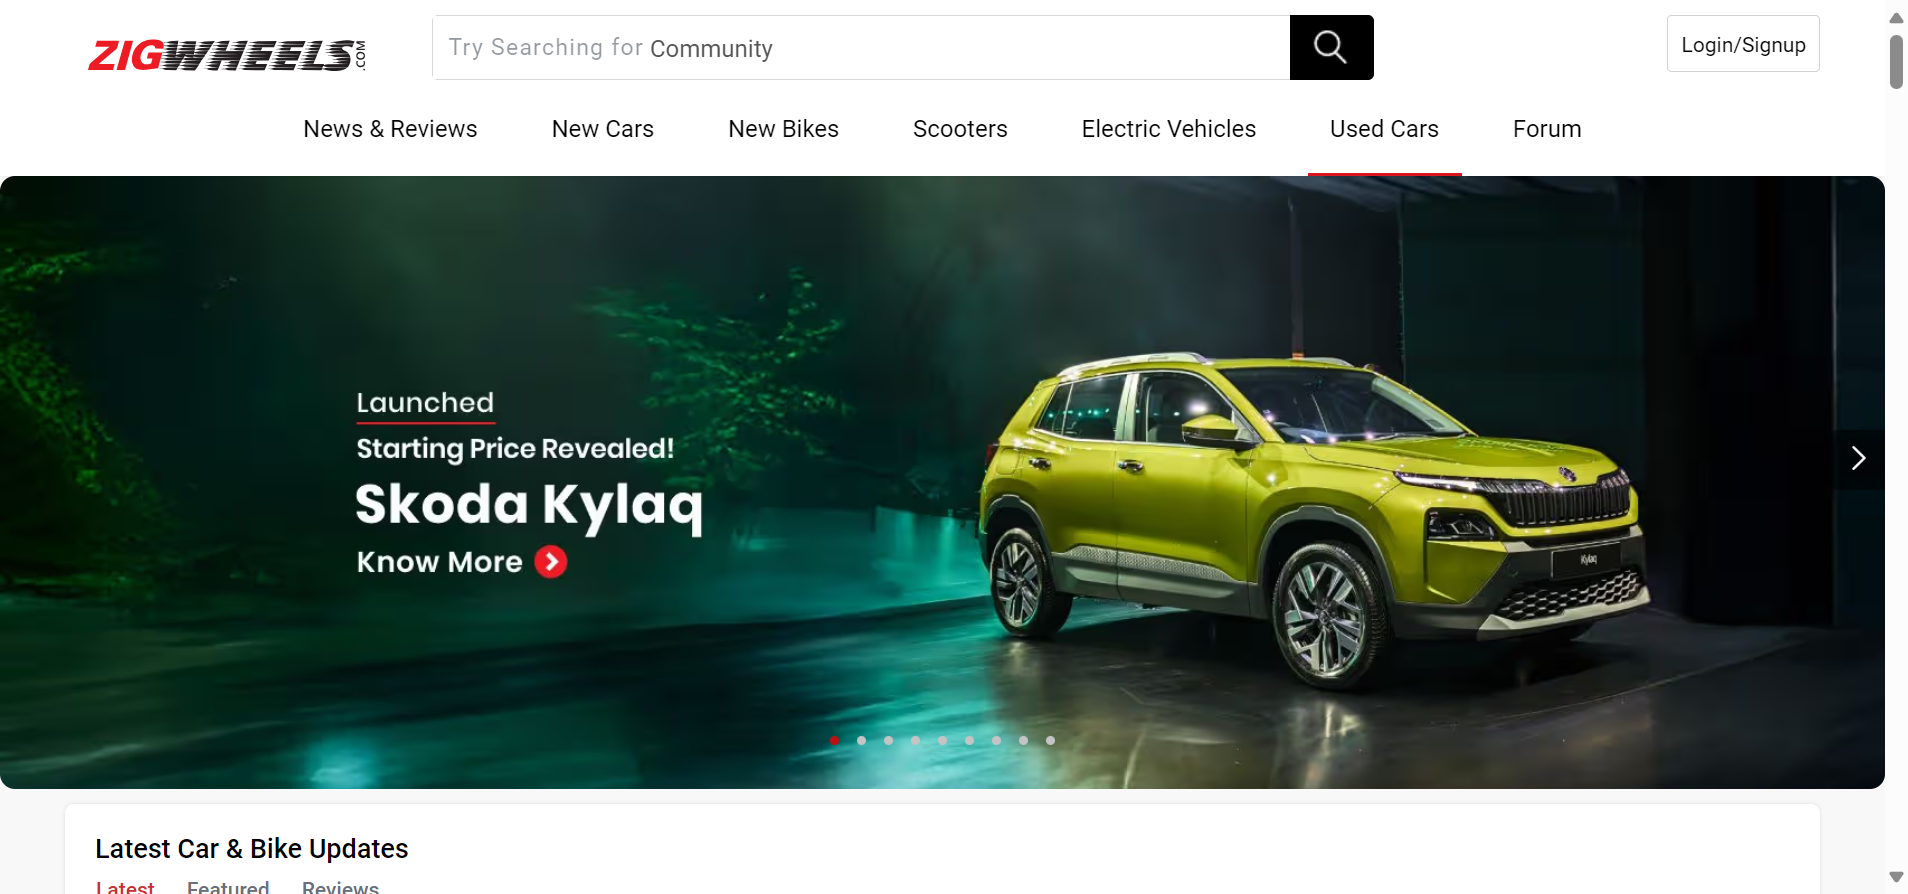 ZIGWHEELS.COM
Try Searching for Community
Login/Signup
News & Reviews
New Cars
New Bikes
Scooters
Electric Vehicles
Used Cars
Forum
Launched
Starting Price Revealed!
Skoda Kylaq
Know More
Kylaq
Latest Car & Bike Updates
Latest
Featured
Reviews